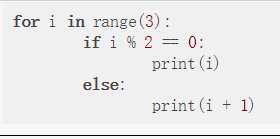 for i in range(3):
        if i % 2 == 0:
                print(i)
        else:
                print(i + 1)